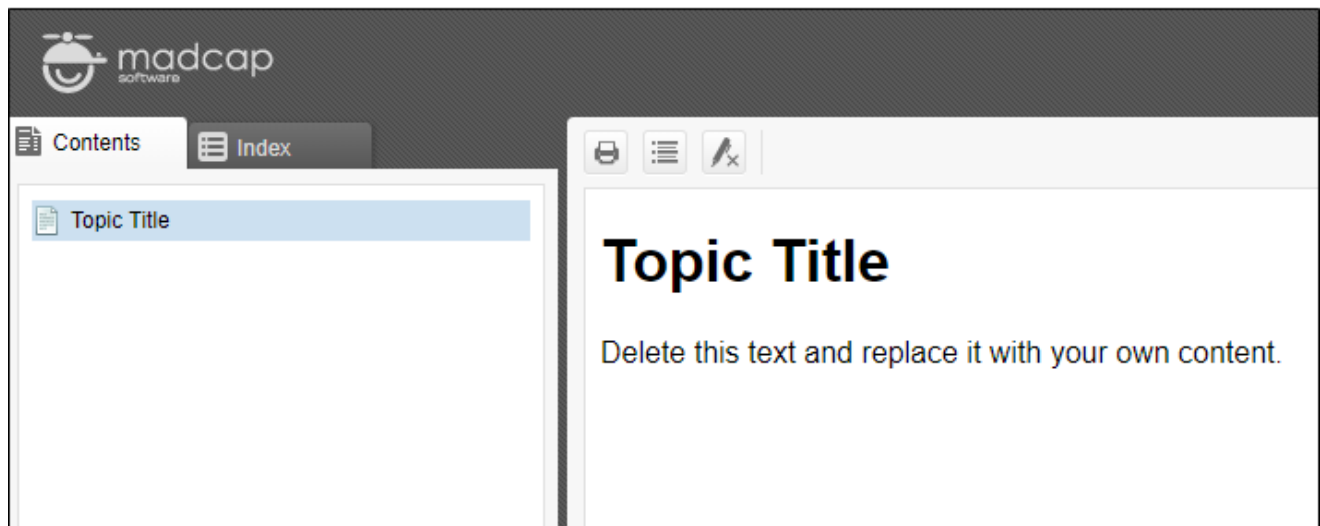 madcap
software
Contents
Index
Topic Title
Topic Title
Delete this text and replace it with your own content.